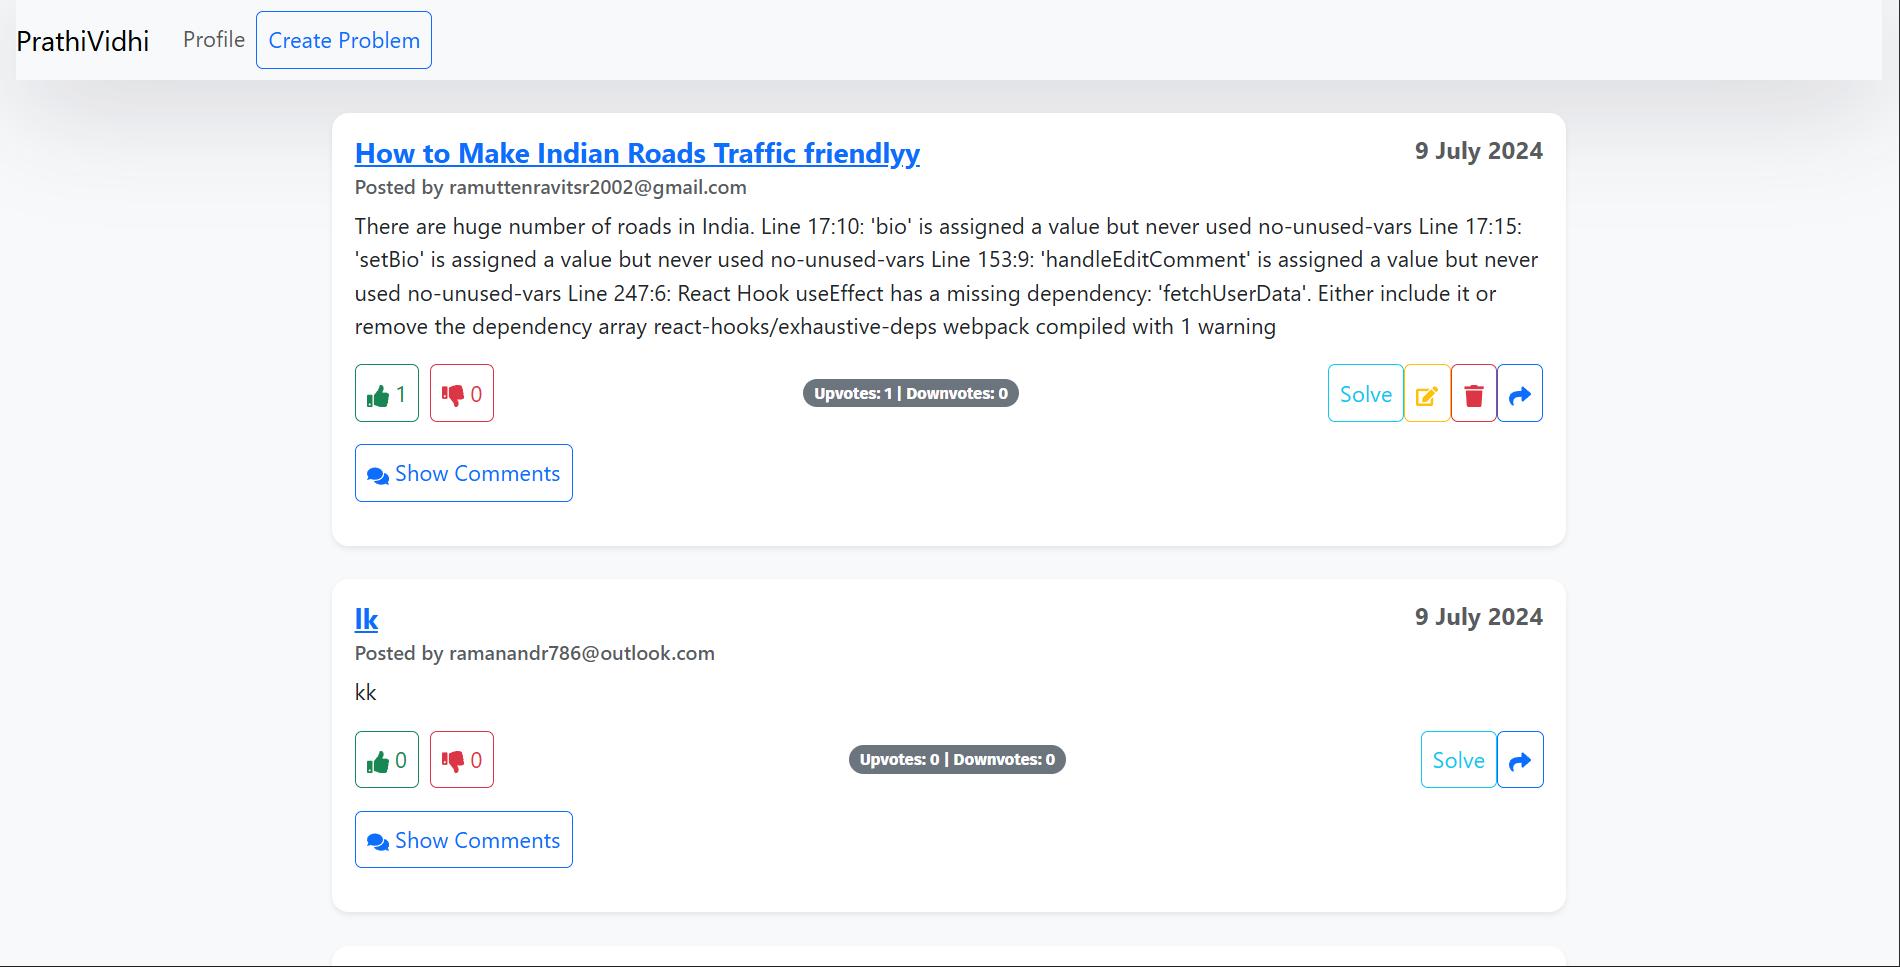 PrathiVidhi Profile Create Problem
How to Make Indian Roads Traffic friendlyy 9 July 2024
Posted by ramuttenravitsr2002@gmail.com
There are huge number of roads in India. Line 17:10: 'bio' is assigned a value but never used no-unused-vars Line 17:15:
'setBio' is assigned a value but never used no-unused-vars Line 153:9: 'handleEditComment' is assigned a value but never
used no-unused-vars Line 247:6: React Hook useEffect has a missing dependency: 'fetchUserData'. Either include it or
remove the dependency array react-hooks/exhaustive-deps webpack compiled with 1 warning
1 0 Upvotes: 1 | Downvotes: 0 Solve
Show Comments
lk 9 July 2024
Posted by ramanandr786@outlook.com
kk
0 0 Upvotes: 0 | Downvotes: 0 Solve
Show Comments